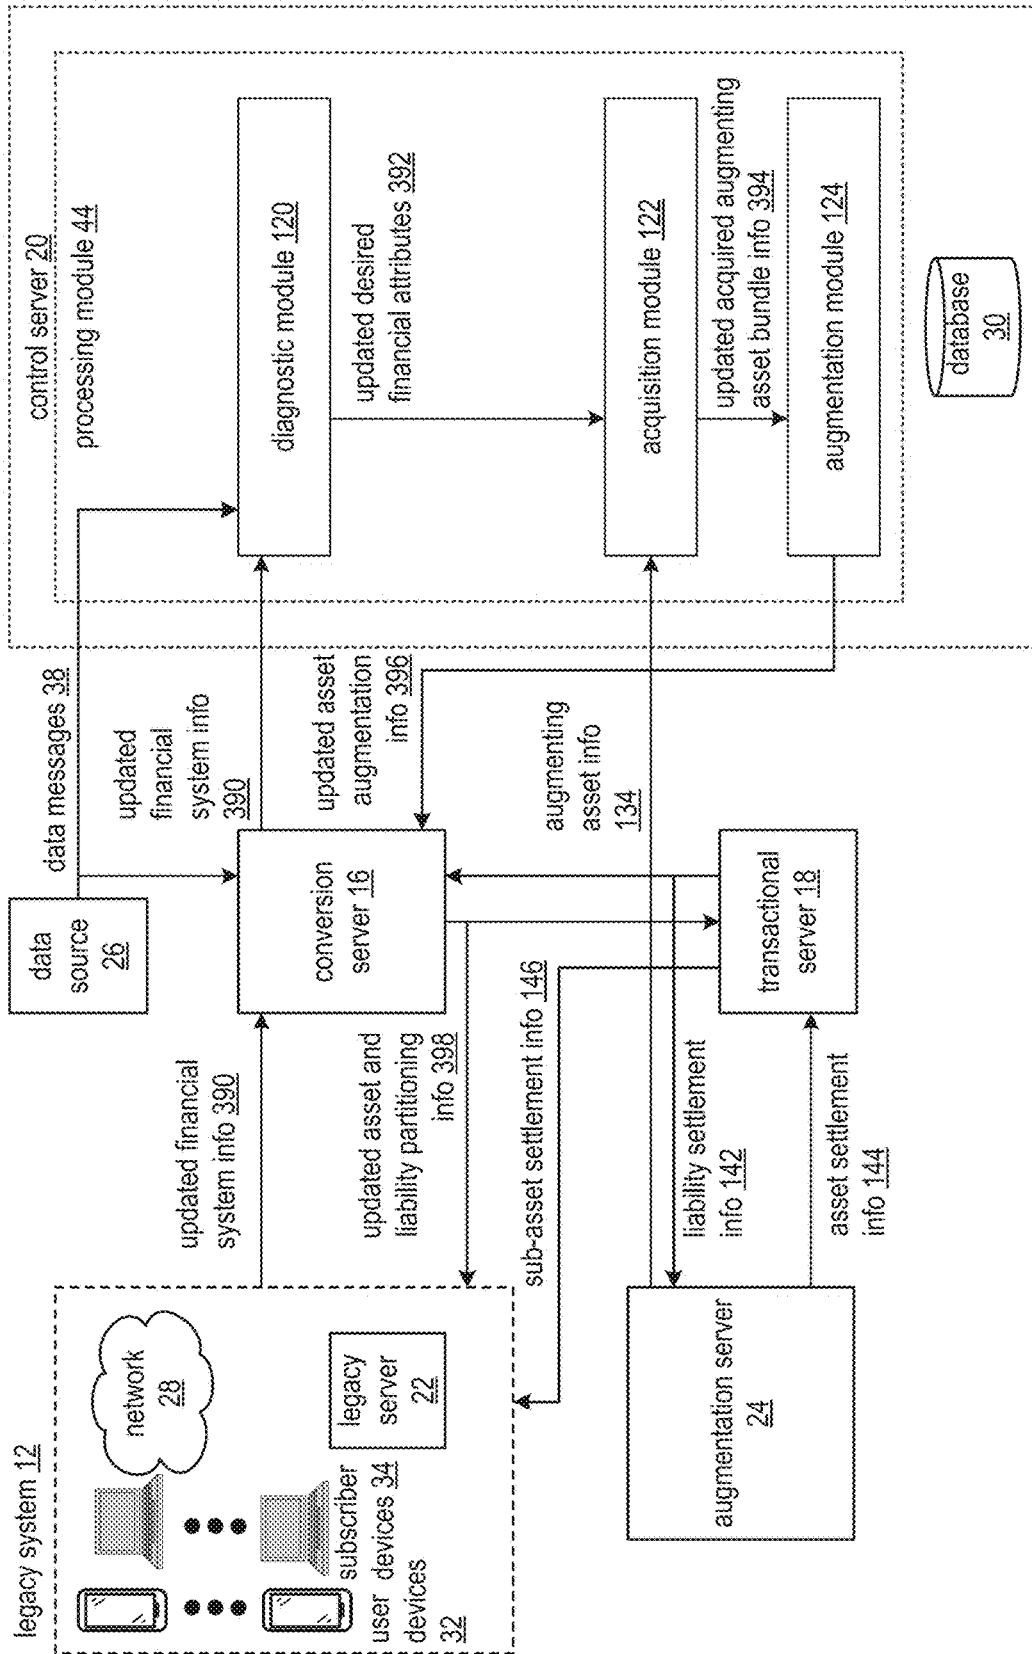 legacy system 12
network
28
user
devices
32
subscriber
devices 34
legacy
server
22
updated financial
system info 390
updated asset and
liability partitioning
info 398
sub-asset settlement info 146
liability settlement
info 142
asset settlement
info 144
augmentation server
24
data
source
26
conversion
server 16
transactional
server 18
data messages 38
updated
financial
system info
390
updated asset
augmentation
info 396
augmenting
asset info
134
control server 20
processing module 44
diagnostic module 120
updated desired
financial attributes 392
acquisition module 122
updated acquired augmenting
asset bundle info 394
augmentation module 124
database
30